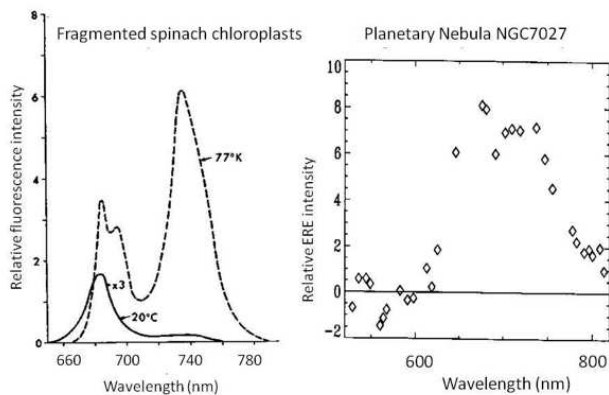 Fragmented spinach chloroplasts
Relative fluorescence intensity
8
6
4
2
0
77°K
x3
20°C
660 700 740 780
Wavelength (nm)
Planetary Nebula NGC7027
Relative ERE intensity
10
8
6
4
2
0
−2
600 800
Wavelength (nm)